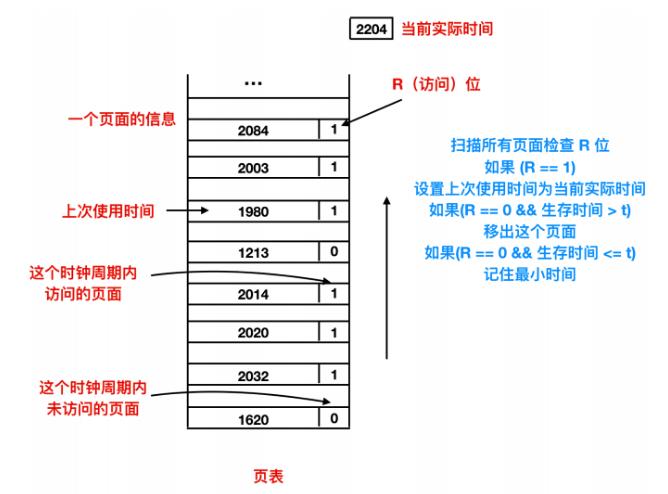 2204 当前实际时间
...
R（访问）位
一个页面的信息
2084 1
2003 1
上次使用时间
1980 1
1213 0
这个时钟周期内
访问的页面
2014 1
2020 1
2032 1
这个时钟周期内
未访问的页面
1620 0
扫描所有页面检查 R 位
如果 (R == 1)
设置上次使用时间为当前实际时间
如果(R == 0 && 生存时间 > t)
移出这个页面
如果(R == 0 && 生存时间 <= t)
记住最小时间
页表